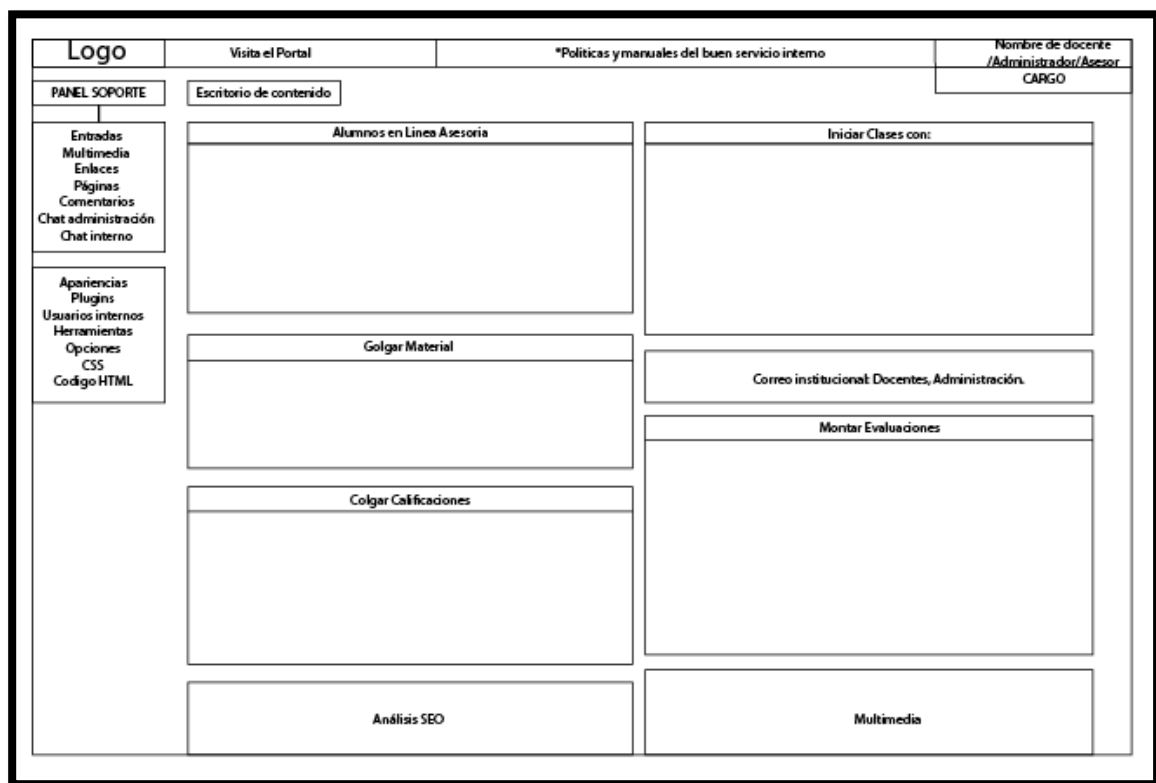 Logo
Visita el Portal
*Politicas y manuales del buen servicio interno
Nombre de docente
/Administrador/Asesor
CARGO
PANEL SOPORTE
Escritorio de contenido
Entradas
Multimedia
Enlaces
Páginas
Comentarios
Chat administración
Chat interno
Apariencias
Plugins
Usuarios internos
Herramientas
Opciones
CSS
Codigo HTML
Alumnos en Linea Asesoria
Iniciar Clases con:
Golgar Material
Correo institucional: Docentes, Administración.
Montar Evaluaciones
Colgar Calificaciones
Análisis SEO
Multimedia